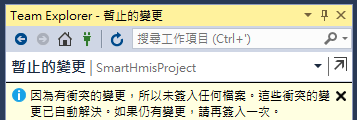 Team Explorer - 暫止的變更
搜尋工作項目 (Ctrl+')
暫止的變更 | SmartHmisProject
因為有衝突的變更，所以未簽入任何檔案。這些衝突的變
更已自動解決。如果仍有變更，請再簽入一次。